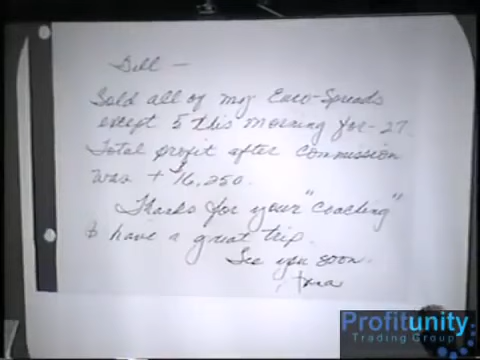 Bill —
Sold all of my Euro-Spreads
except 5 this morning for -27.
Total profit after commission
was + $16,250.
Thanks for your "coaching"
& have a great trip.
See you soon.
Profitunity
Trading Group